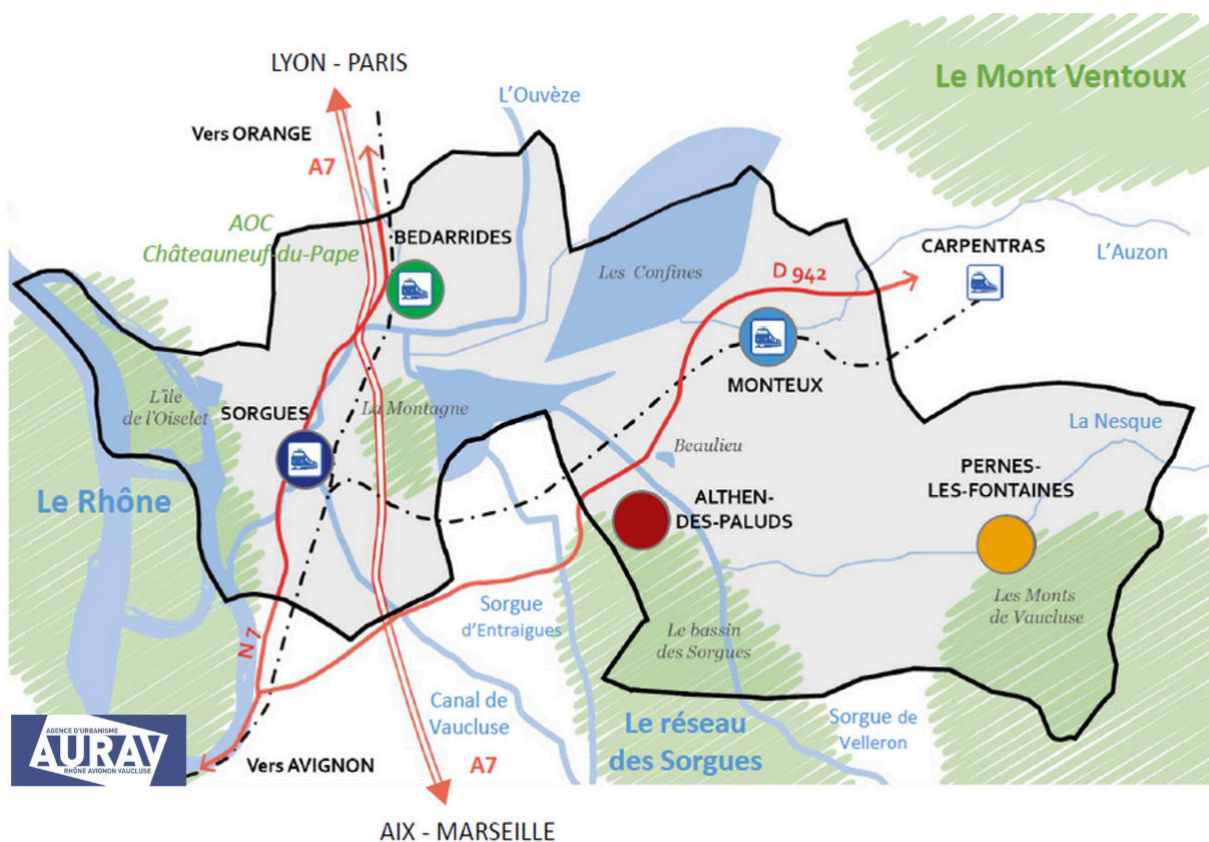 LYON - PARIS
Le Mont Ventoux
L'Ouvèze
Vers ORANGE
A7
AOC
Châteauneuf-du-Pape
BEDARRIDES
CARPENTRAS
L'Auzon
Les Confines
D 942
MONTEUX
L'île
de l'Oiselet
SORGUES
La Montagne
La Nesque
Beaulieu
PERNES-
LES-FONTAINES
Le Rhône
ALTHEN-
DES-PALUDS
Sorgue
d'Entraigues
Les Monts
de Vaucluse
N 7
Le bassin
des Sorgues
Canal de
Vaucluse
Le réseau
des Sorgues
Sorgue de
Velleron
AGENCE D'URBANISME
AURAV
RHÔNE AVIGNON VAUCLUSE
Vers AVIGNON
A7
AIX - MARSEILLE